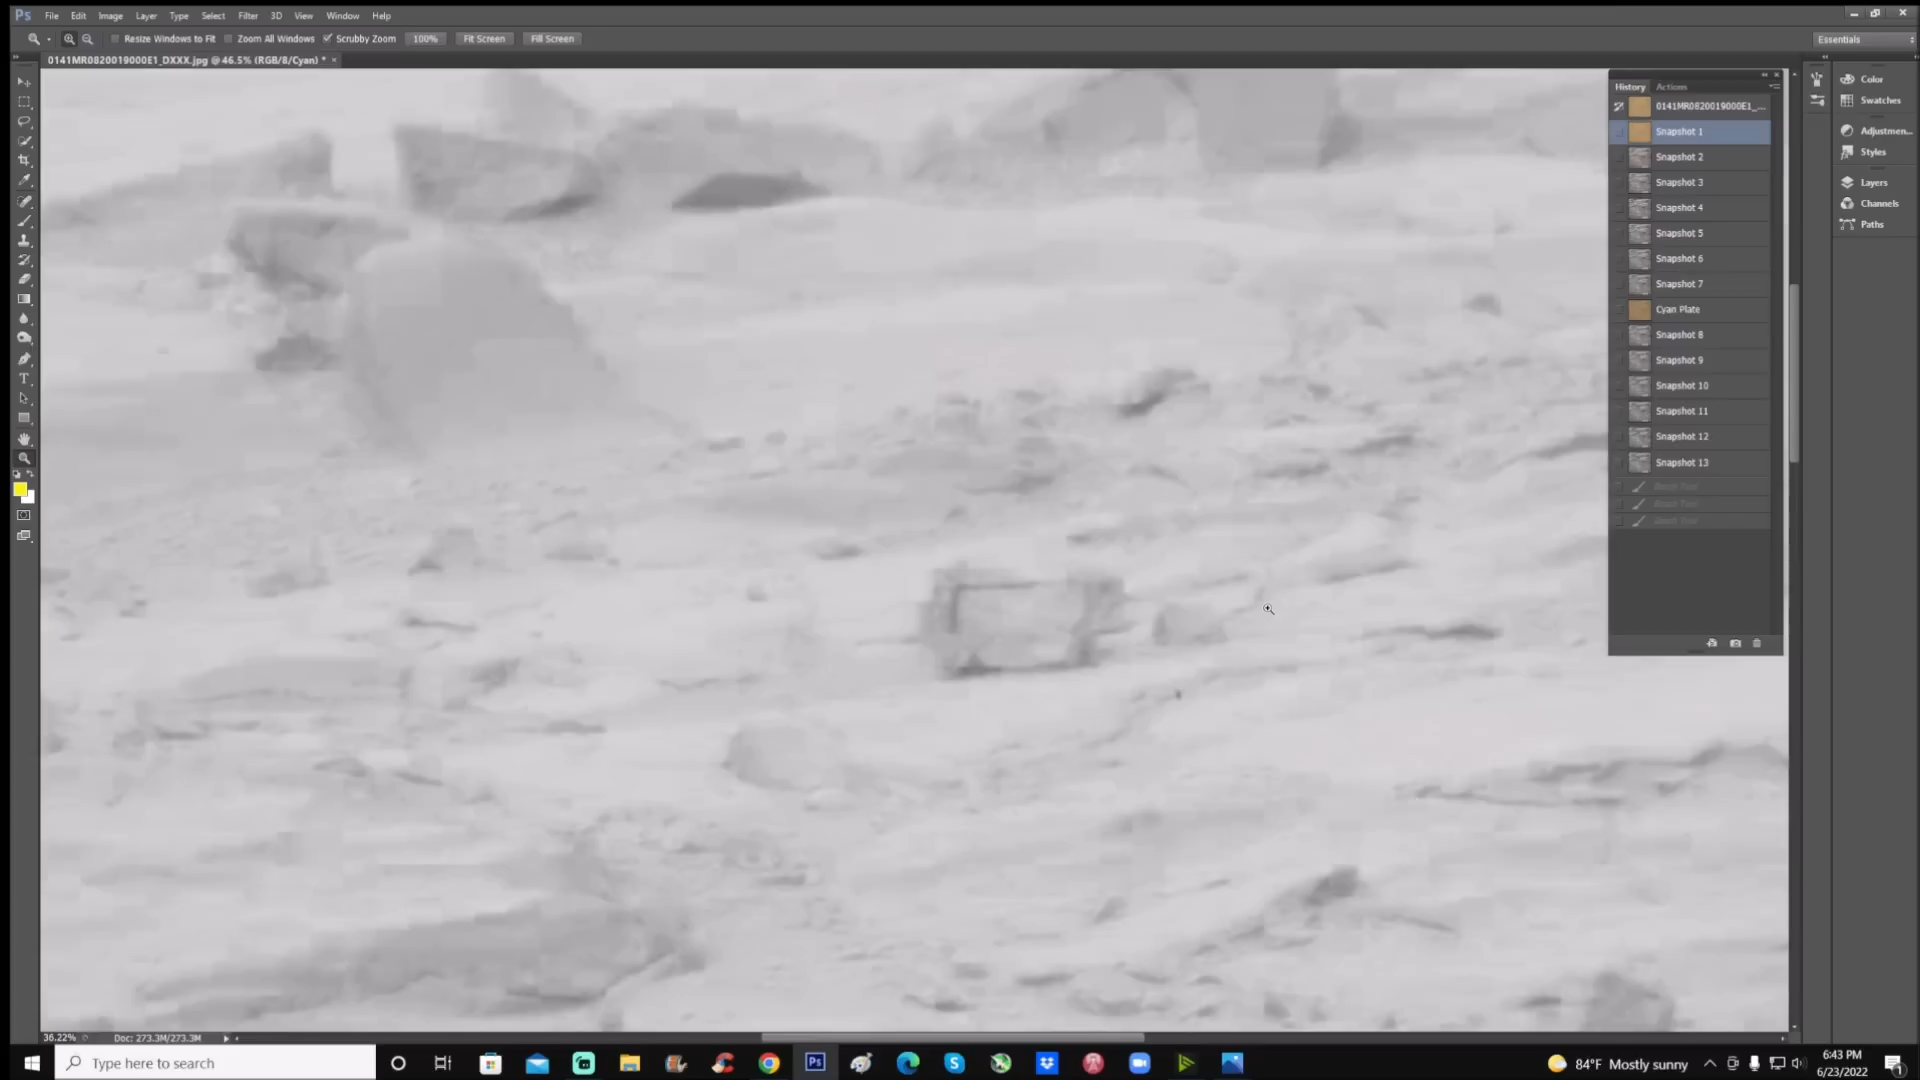 Ps File Edit Image Layer Type Select Filter 3D View Window Help
Resize Windows to Fit Zoom All Windows Scrubby Zoom 100% Fit Screen Fill Screen Essentials
0141MR0820019000E1_DXXX.jpg @ 46.5% (RGB/8/Cyan) * ×
History Actions
0141MR0820019000E1_...
Snapshot 1
Snapshot 2
Snapshot 3
Snapshot 4
Snapshot 5
Snapshot 6
Snapshot 7
Cyan Plate
Snapshot 8
Snapshot 9
Snapshot 10
Snapshot 11
Snapshot 12
Snapshot 13
Color
Swatches
Adjustmen...
Styles
Layers
Channels
Paths
36.22% Doc: 273.3M/273.3M
Type here to search
84°F Mostly sunny
6:43 PM
6/23/2022